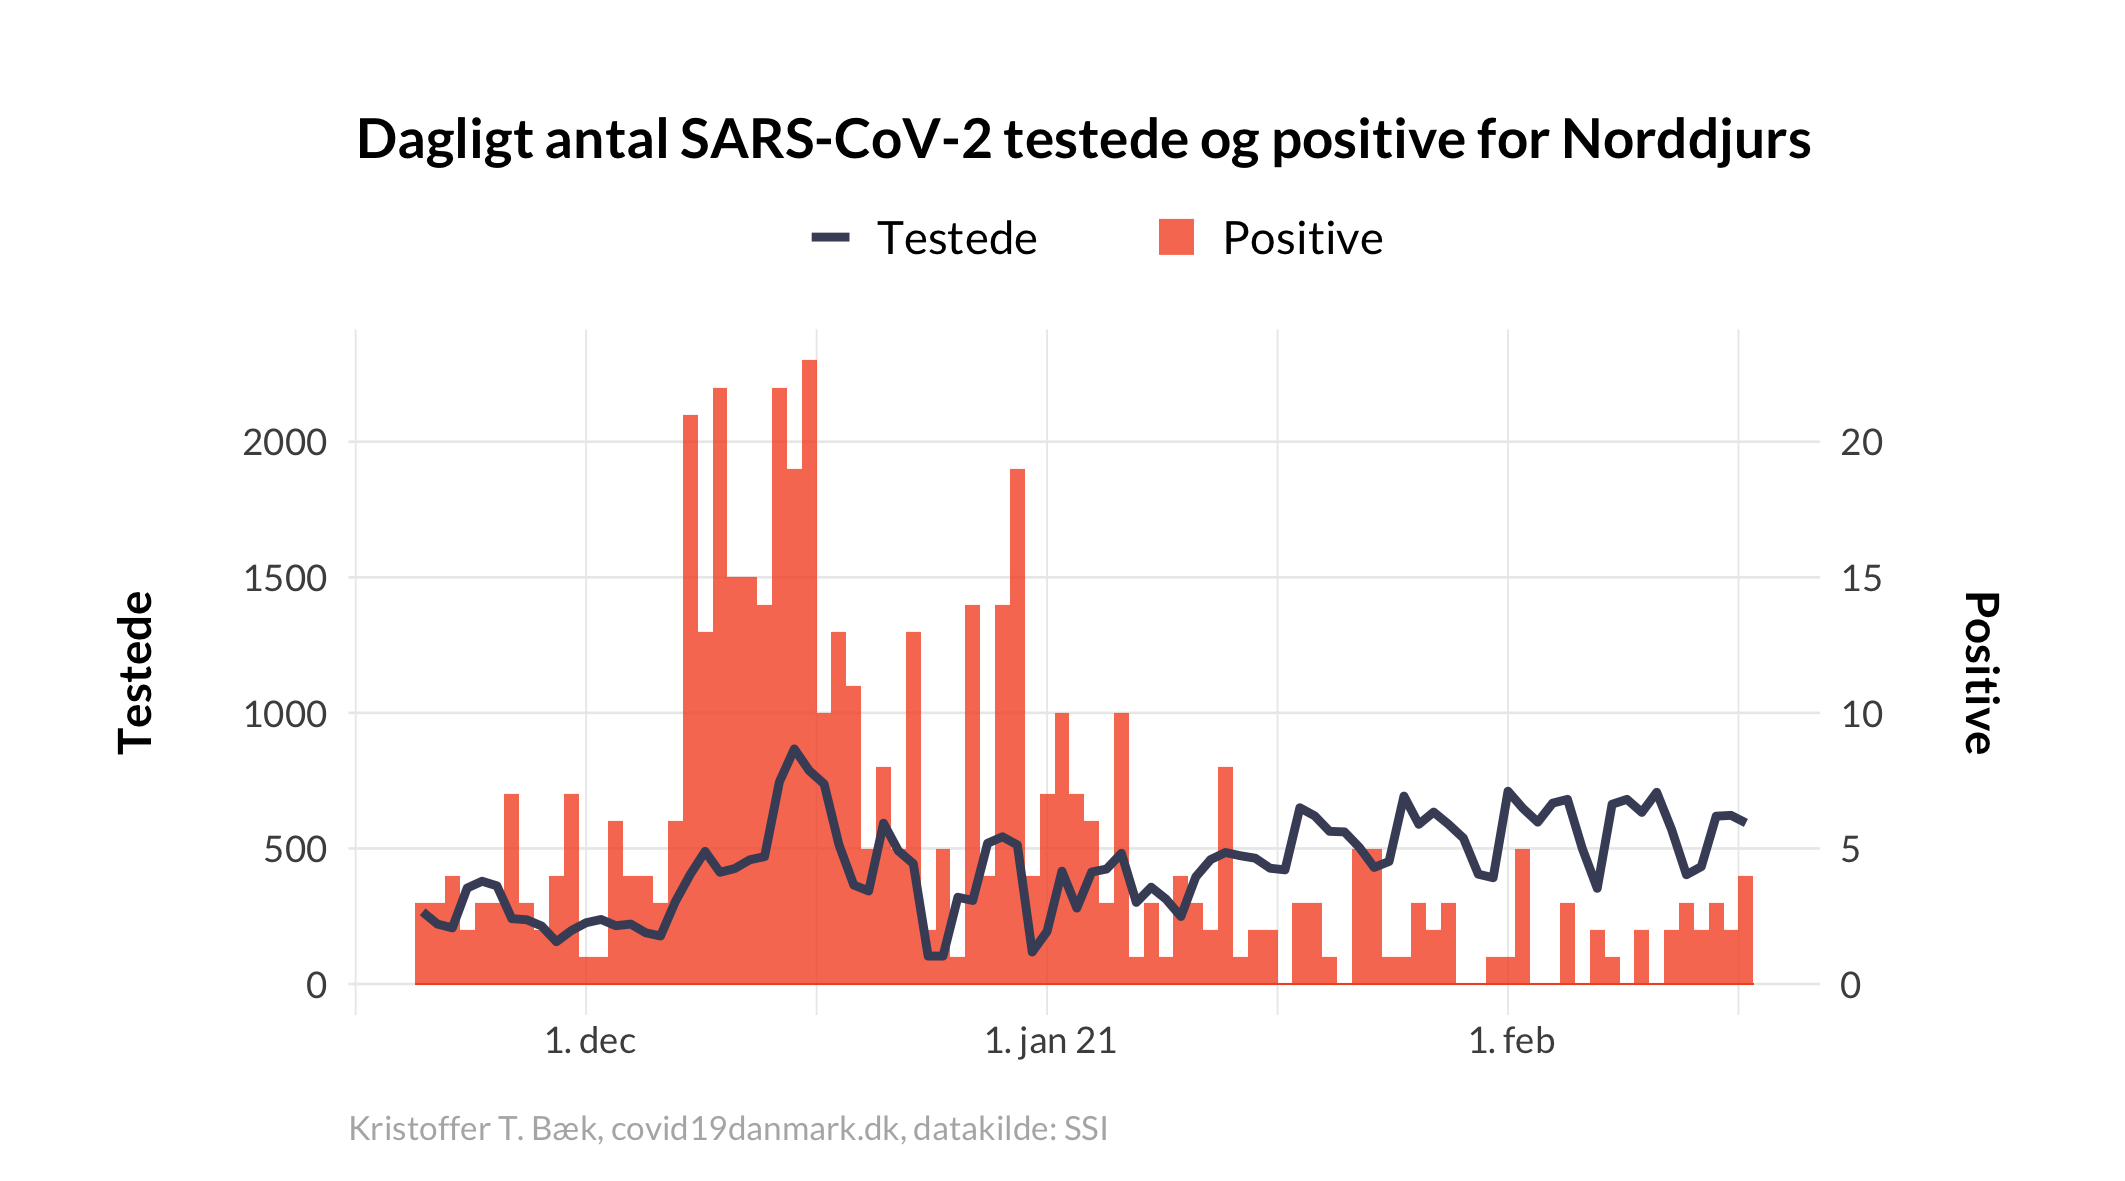 Dagligt antal SARS-CoV-2 testede og positive for Norddjurs
Testede
Positive
Testede
2000
1500
1000
500
0
20
15
10
5
0
Positive
1. dec
1. jan 21
1. feb
Kristoffer T. Bæk, covid19danmark.dk, datakilde: SSI